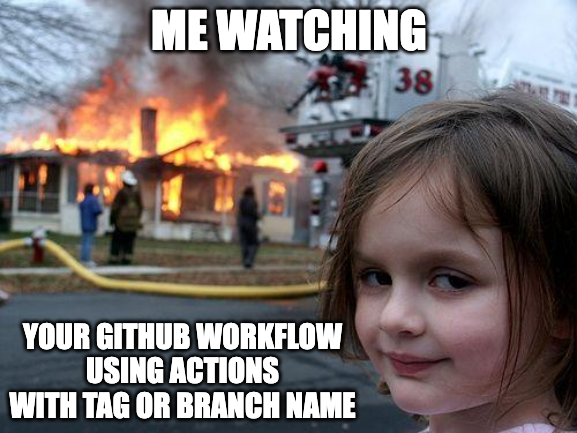 ME WATCHING
38
YOUR GITHUB WORKFLOW
USING ACTIONS
WITH TAG OR BRANCH NAME